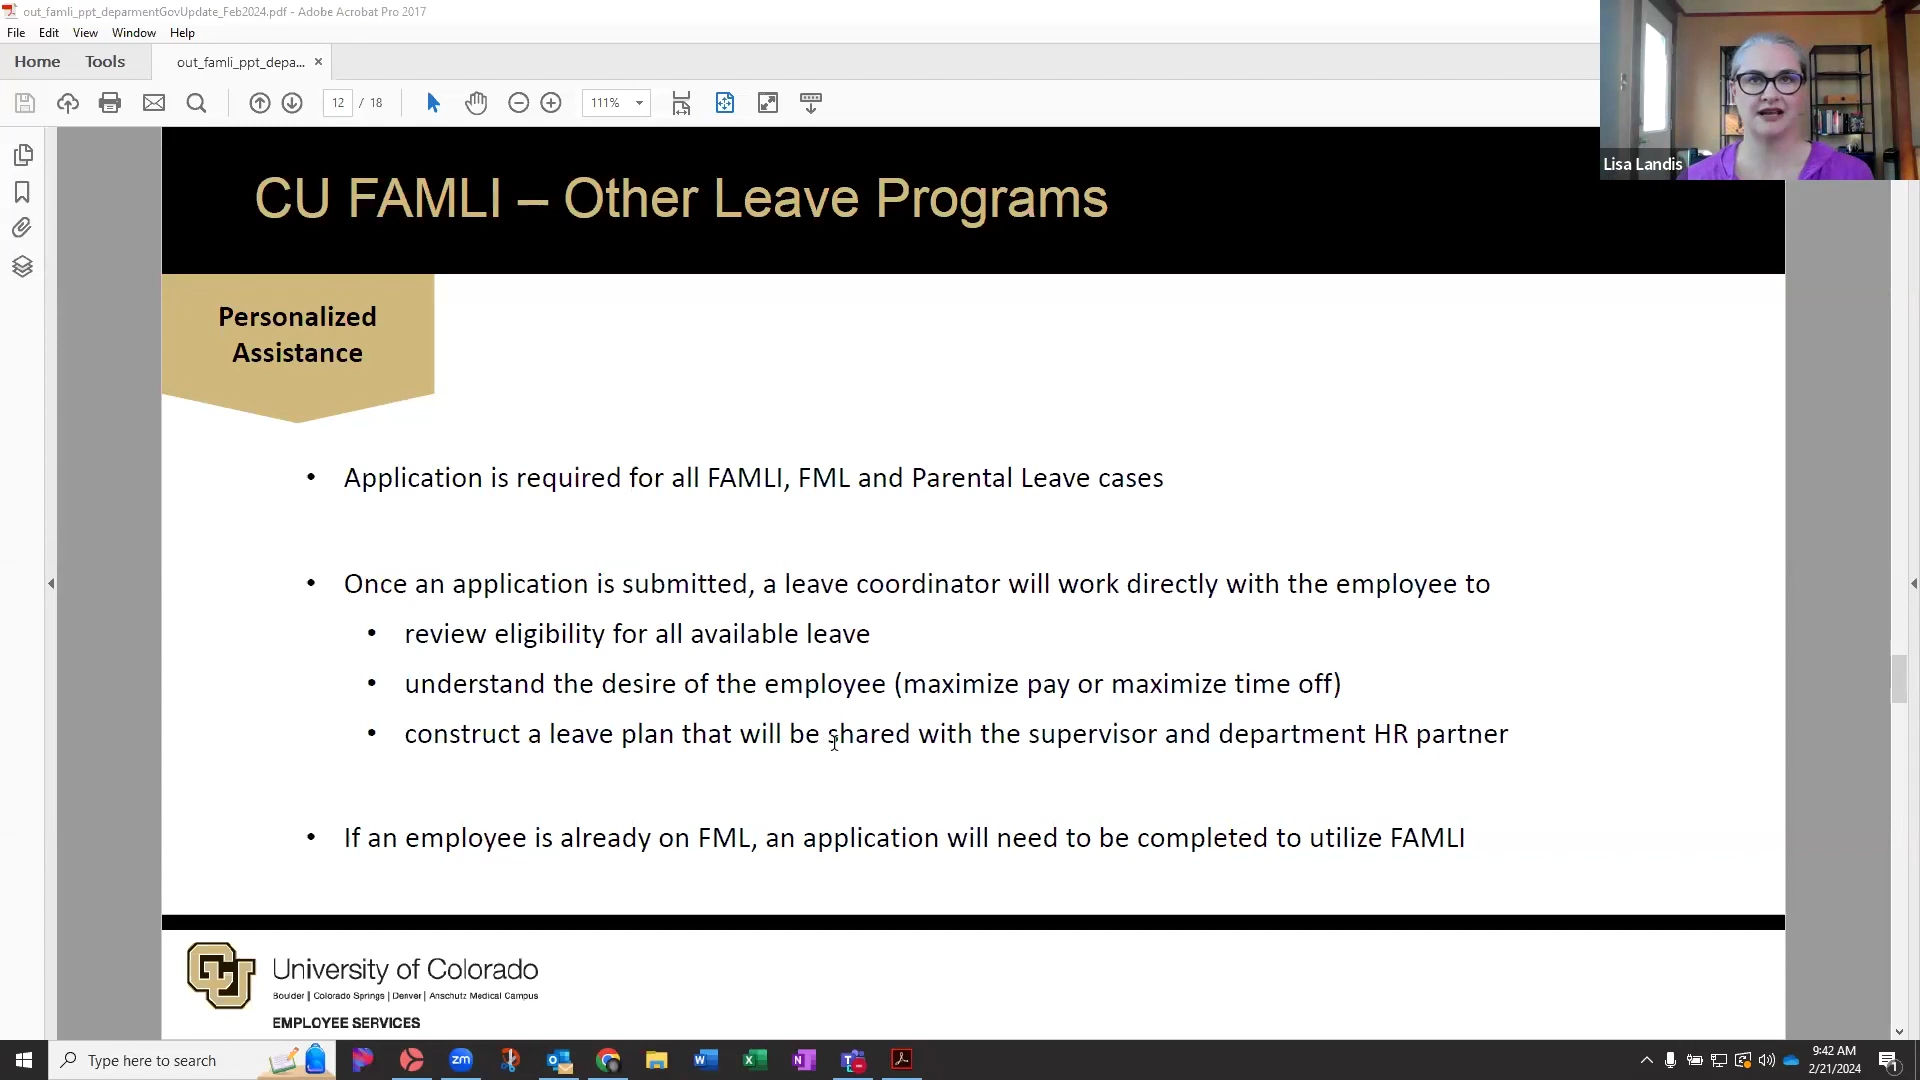 out_famli_ppt_deparmentGovUpdate_Feb2024.pdf - Adobe Acrobat Pro 2017
File Edit View Window Help
Home Tools out_famli_ppt_depa... ×
12 / 18 111%
Lisa Landis
CU FAMLI – Other Leave Programs
Personalized
Assistance
• Application is required for all FAMLI, FML and Parental Leave cases
• Once an application is submitted, a leave coordinator will work directly with the employee to
• review eligibility for all available leave
• understand the desire of the employee (maximize pay or maximize time off)
• construct a leave plan that will be shared with the supervisor and department HR partner
• If an employee is already on FML, an application will need to be completed to utilize FAMLI
CU
University of Colorado
Boulder | Colorado Springs | Denver | Anschutz Medical Campus
EMPLOYEE SERVICES
Type here to search
zm
9:42 AM
2/21/2024
1